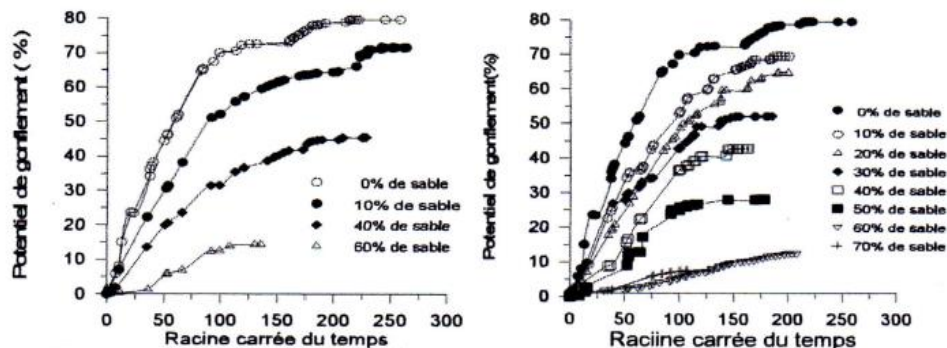 Potentiel de gonflement (%)
80
70
60
50
40
30
20
10
0
0% de sable
10% de sable
40% de sable
60% de sable
0 50 100 150 200 250 300
Racine carrée du temps
Potentiel de gonflement(%)
80
70
60
50
40
30
20
10
0
0% de sable
10% de sable
20% de sable
30% de sable
40% de sable
50% de sable
60% de sable
70% de sable
0 50 100 150 200 250 300
Raciine carrée du temps